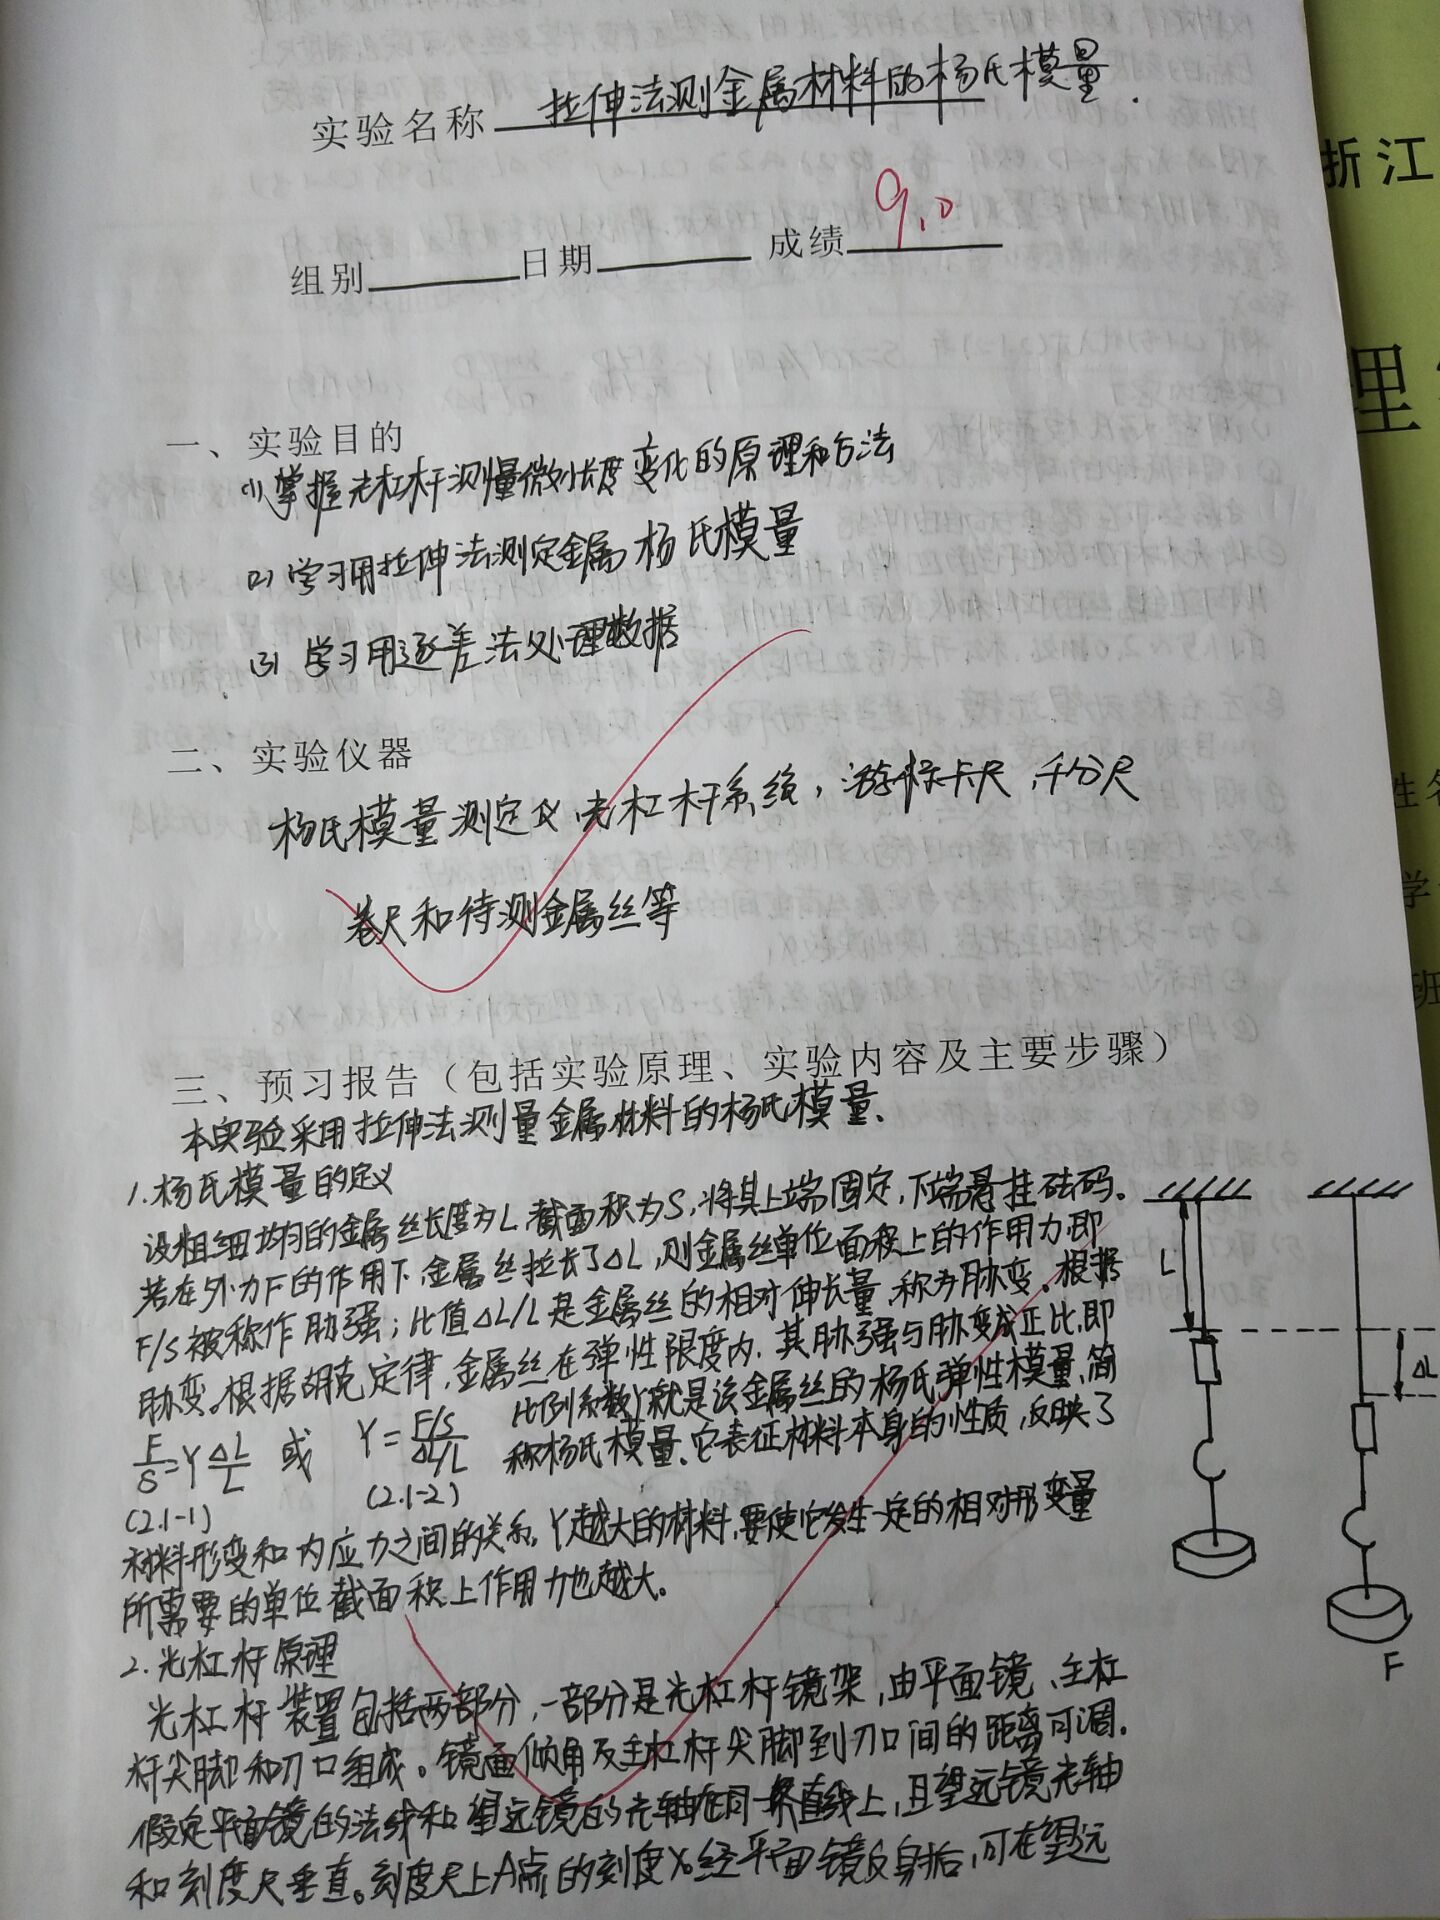 实验名称 拉伸法测金属材料的杨氏模量.
组别 日期 成绩 9.0
一、实验目的
(1) 掌握光杠杆测量微小长度变化的原理和方法
(2) 学习用拉伸法测定金属杨氏模量
(3) 学习用逐差法处理数据
二、实验仪器
杨氏模量测定仪,光杠杆系统,游标卡尺,千分尺
卷尺和待测金属丝等
三、预习报告（包括实验原理、实验内容及主要步骤）
本实验采用拉伸法测量金属材料的杨氏模量、
1.杨氏模量的定义
设粗细均匀的金属丝长度为L,截面积为S,将其上端固定,下端悬挂砝码。
若在外力F的作用下,金属丝拉长了ΔL,则金属丝单位面积上的作用力即
F/S被称作胁强;比值ΔL/L是金属丝的相对伸长量,称为胁变。根据
胁变。根据胡克定律,金属丝在弹性限度内,其胁强与胁变成正比,即
F/S=YΔL/L 或 Y=(F/S)/(ΔL/L) 比例系数Y就是该金属丝的杨氏弹性模量,简
称杨氏模量.它表征材料本身的性质,反映了
(2.1-1) (2.1-2)
材料形变和内应力之间的关系,Y越大的材料,要使它发生一定的相对形变量
所需要的单位截面积上作用力也越大。
2.光杠杆原理
光杠杆装置包括两部分,一部分是光杠杆镜架,由平面镜、主杠
杆尖脚和刀口组成。镜面倾角及主杠杆尖脚到刀口间的距离可调.
假定平面镜的法线和望远镜的光轴在同一条直线上,且望远镜光轴
和刻度尺垂直。刻度尺上A点的刻度X₀经平面镜反射后,可在望远
L
ΔL
F
浙江
理
姓名
学
班